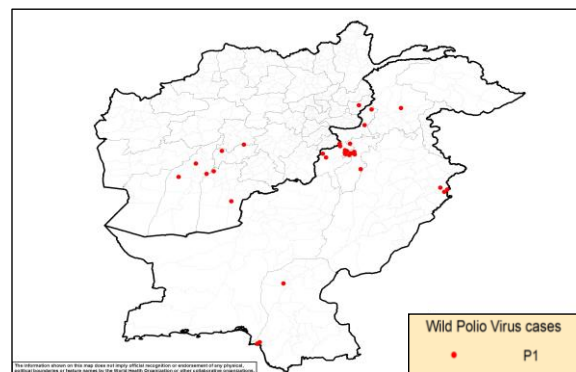 Wild Polio Virus cases
P1
The information shown on this map does not imply official recognition or endorsement of any physical,
political boundaries or feature names by the World Health Organization or other collaborative organizations.